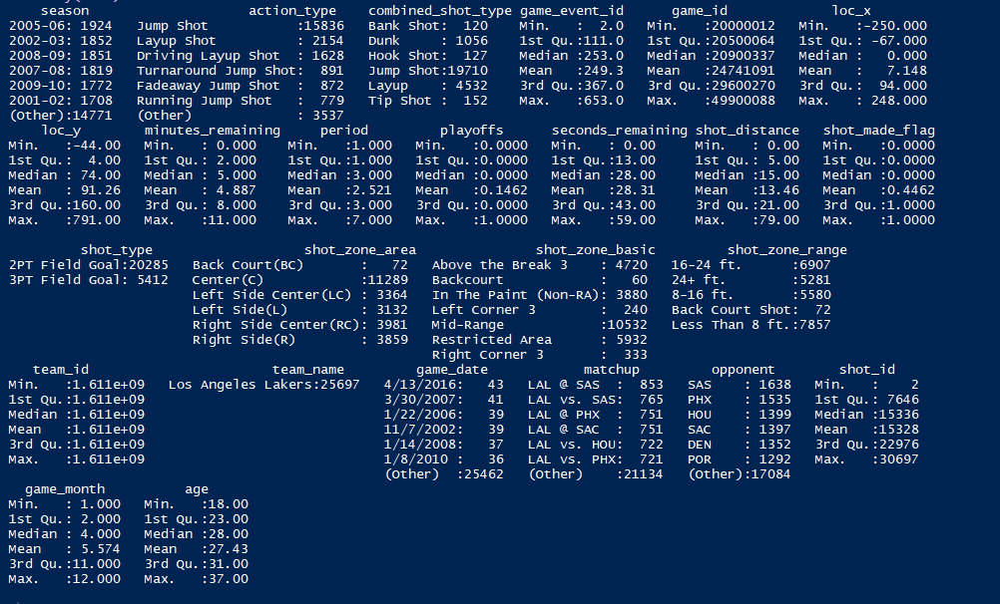 season action_type combined_shot_type game_event_id game_id loc_x
2005-06: 1924 Jump Shot :15836 Bank Shot: 120 Min. : 2.0 Min. :20000012 Min. :-250.000
2002-03: 1852 Layup Shot : 2154 Dunk : 1056 1st Qu.:111.0 1st Qu.:20500064 1st Qu.: -67.000
2008-09: 1851 Driving Layup Shot : 1628 Hook Shot: 127 Median :253.0 Median :20900337 Median : 0.000
2007-08: 1819 Turnaround Jump Shot: 891 Jump Shot:19710 Mean :249.3 Mean :24741091 Mean : 7.148
2009-10: 1772 Fadeaway Jump Shot : 872 Layup : 4532 3rd Qu.:367.0 3rd Qu.:29600270 3rd Qu.: 94.000
2001-02: 1708 Running Jump Shot : 779 Tip Shot : 152 Max. :653.0 Max. :49900088 Max. : 248.000
(Other):14771 (Other) : 3537
loc_y minutes_remaining period playoffs seconds_remaining shot_distance shot_made_flag
Min. :-44.00 Min. : 0.000 Min. :1.000 Min. :0.0000 Min. : 0.00 Min. : 0.00 Min. :0.0000
1st Qu.: 4.00 1st Qu.: 2.000 1st Qu.:1.000 1st Qu.:0.0000 1st Qu.:13.00 1st Qu.: 5.00 1st Qu.:0.0000
Median : 74.00 Median : 5.000 Median :3.000 Median :0.0000 Median :28.00 Median :15.00 Median :0.0000
Mean : 91.26 Mean : 4.887 Mean :2.521 Mean :0.1462 Mean :28.31 Mean :13.46 Mean :0.4462
3rd Qu.:160.00 3rd Qu.: 8.000 3rd Qu.:3.000 3rd Qu.:0.0000 3rd Qu.:43.00 3rd Qu.:21.00 3rd Qu.:1.0000
Max. :791.00 Max. :11.000 Max. :7.000 Max. :1.0000 Max. :59.00 Max. :79.00 Max. :1.0000
shot_type shot_zone_area shot_zone_basic shot_zone_range
2PT Field Goal:20285 Back Court(BC) : 72 Above the Break 3 : 4720 16-24 ft. :6907
3PT Field Goal: 5412 Center(C) :11289 Backcourt : 60 24+ ft. :5281
Left Side Center(LC) : 3364 In The Paint (Non-RA): 3880 8-16 ft. :5580
Left Side(L) : 3132 Left Corner 3 : 240 Back Court Shot: 72
Right Side Center(RC): 3981 Mid-Range :10532 Less Than 8 ft.:7857
Right Side(R) : 3859 Restricted Area : 5932
Right Corner 3 : 333
team_id team_name game_date matchup opponent shot_id
Min. :1.611e+09 Los Angeles Lakers:25697 4/13/2016: 43 LAL @ SAS : 853 SAS : 1638 Min. : 2
1st Qu.:1.611e+09 3/30/2007: 41 LAL vs. SAS: 765 PHX : 1535 1st Qu.: 7646
Median :1.611e+09 1/22/2006: 39 LAL @ PHX : 751 HOU : 1399 Median :15336
Mean :1.611e+09 11/7/2002: 39 LAL @ SAC : 751 SAC : 1397 Mean :15328
3rd Qu.:1.611e+09 1/14/2008: 37 LAL vs. HOU: 722 DEN : 1352 3rd Qu.:22976
Max. :1.611e+09 1/8/2010 : 36 LAL vs. PHX: 721 POR : 1292 Max. :30697
(Other) :25462 (Other) :21134 (Other):17084
game_month age
Min. : 1.000 Min. :18.00
1st Qu.: 2.000 1st Qu.:23.00
Median : 4.000 Median :28.00
Mean : 5.574 Mean :27.43
3rd Qu.:11.000 3rd Qu.:31.00
Max. :12.000 Max. :37.00